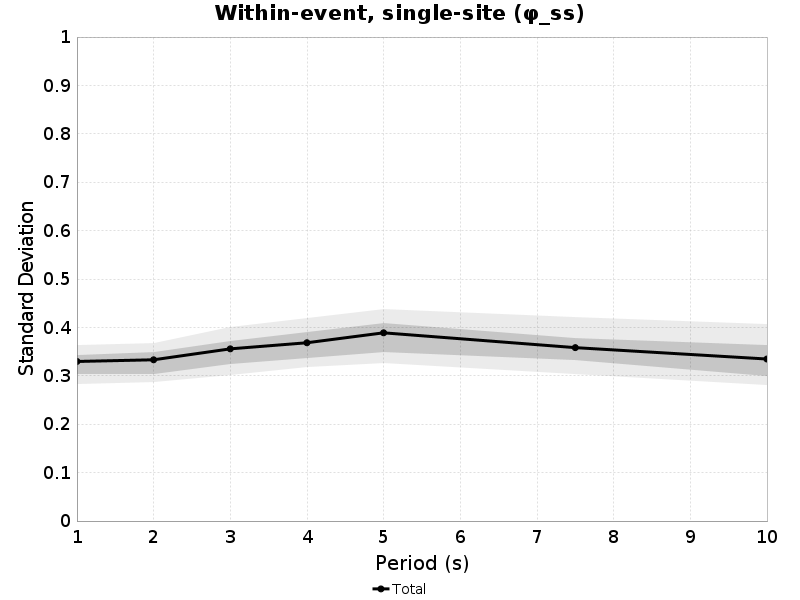 Within-event, single-site (φ_ss)
Standard Deviation
1
0.9
0.8
0.7
0.6
0.5
0.4
0.3
0.2
0.1
0
1 2 3 4 5 6 7 8 9 10
Period (s)
Total